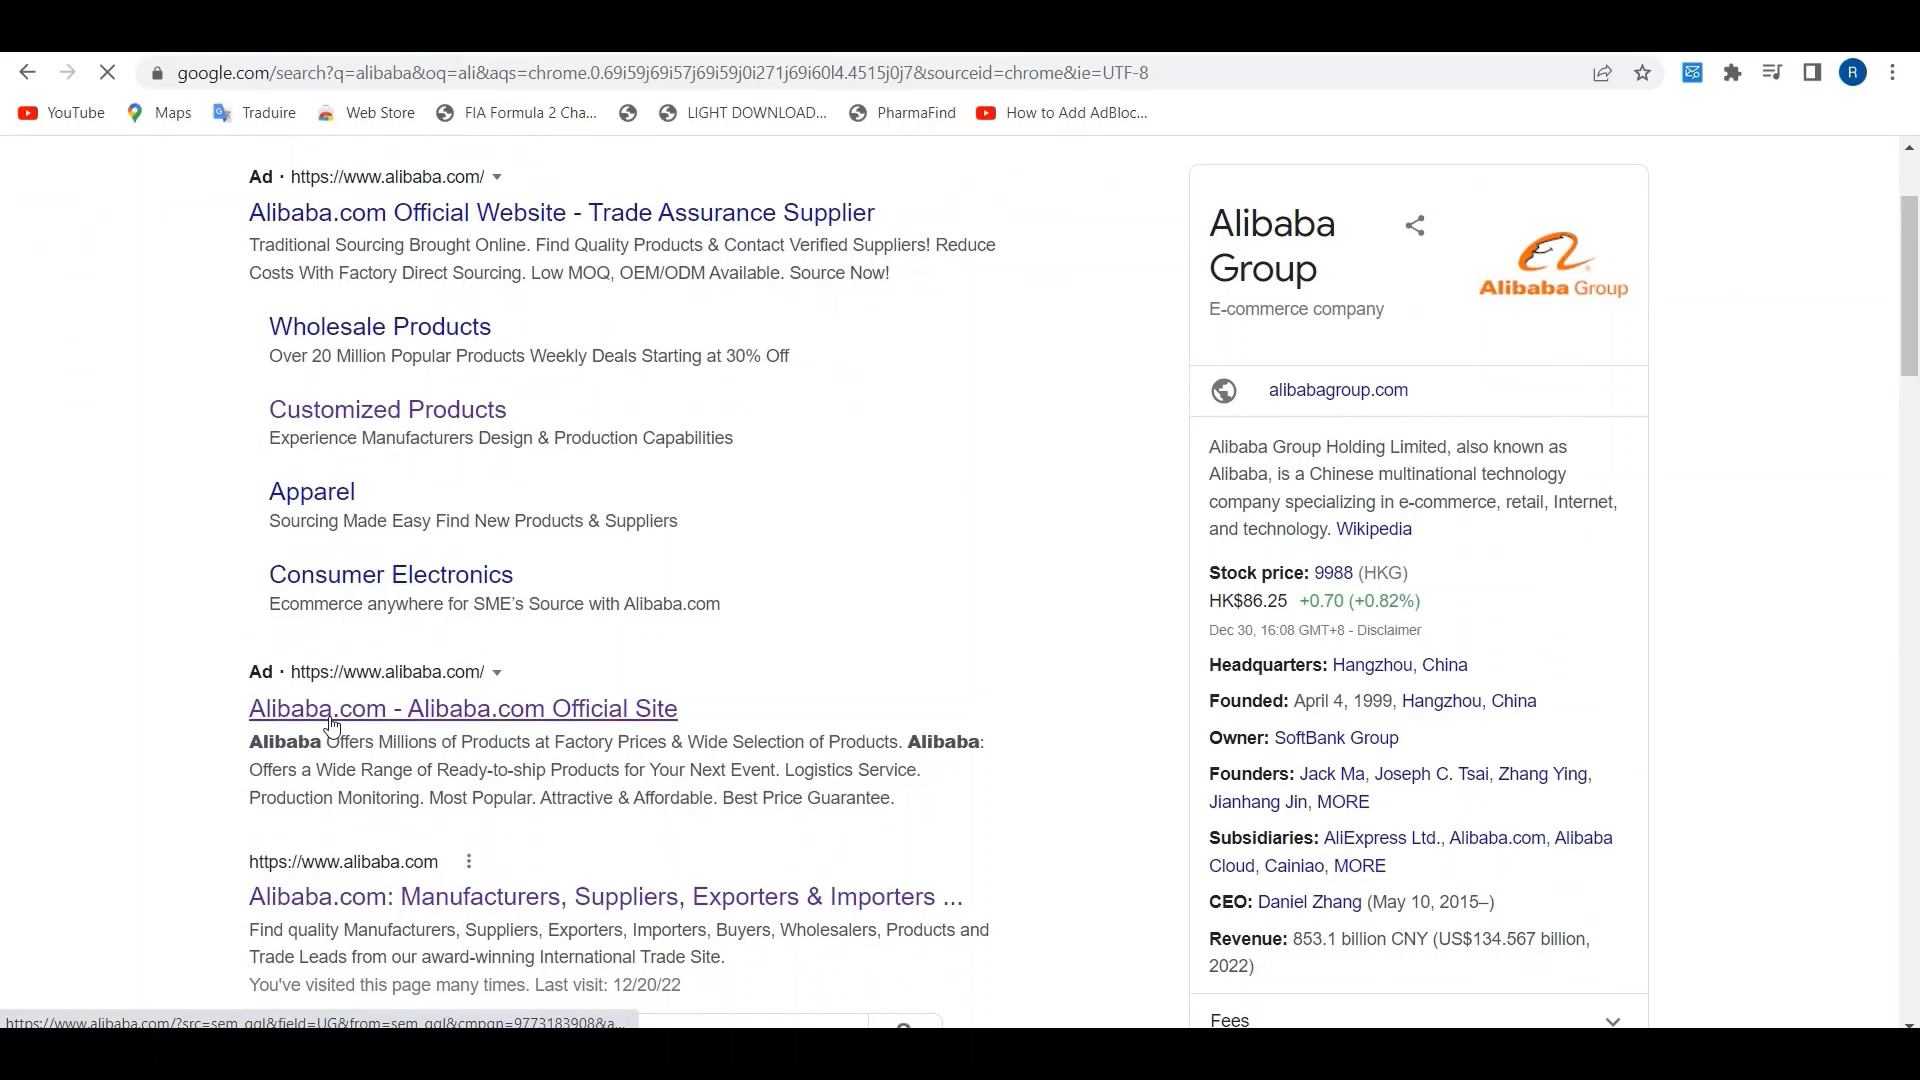 google.com/search?q=alibaba&oq=ali&aqs=chrome.0.69i59j69i57j69i59j0i271j69i60l4.4515j0j7&sourceid=chrome&ie=UTF-8
R
YouTube Maps Traduire Web Store FIA Formula 2 Cha... LIGHT DOWNLOAD... PharmaFind How to Add AdBloc...
Ad · https://www.alibaba.com/
Alibaba.com Official Website - Trade Assurance Supplier
Traditional Sourcing Brought Online. Find Quality Products & Contact Verified Suppliers! Reduce
Costs With Factory Direct Sourcing. Low MOQ, OEM/ODM Available. Source Now!
Wholesale Products
Over 20 Million Popular Products Weekly Deals Starting at 30% Off
Customized Products
Experience Manufacturers Design & Production Capabilities
Apparel
Sourcing Made Easy Find New Products & Suppliers
Consumer Electronics
Ecommerce anywhere for SME's Source with Alibaba.com
Ad · https://www.alibaba.com/
Alibaba.com - Alibaba.com Official Site
Alibaba Offers Millions of Products at Factory Prices & Wide Selection of Products. Alibaba:
Offers a Wide Range of Ready-to-ship Products for Your Next Event. Logistics Service.
Production Monitoring. Most Popular. Attractive & Affordable. Best Price Guarantee.
https://www.alibaba.com
Alibaba.com: Manufacturers, Suppliers, Exporters & Importers ...
Find quality Manufacturers, Suppliers, Exporters, Importers, Buyers, Wholesalers, Products and
Trade Leads from our award-winning International Trade Site.
You've visited this page many times. Last visit: 12/20/22
https://www.alibaba.com/?src=sem_ggl&field=UG&from=sem_ggl&cmpgn=9773183908&a...
Alibaba
Group
E-commerce company
Alibaba Group
alibabagroup.com
Alibaba Group Holding Limited, also known as
Alibaba, is a Chinese multinational technology
company specializing in e-commerce, retail, Internet,
and technology. Wikipedia
Stock price: 9988 (HKG)
HK$86.25 +0.70 (+0.82%)
Dec 30, 16:08 GMT+8 - Disclaimer
Headquarters: Hangzhou, China
Founded: April 4, 1999, Hangzhou, China
Owner: SoftBank Group
Founders: Jack Ma, Joseph C. Tsai, Zhang Ying,
Jianhang Jin, MORE
Subsidiaries: AliExpress Ltd., Alibaba.com, Alibaba
Cloud, Cainiao, MORE
CEO: Daniel Zhang (May 10, 2015–)
Revenue: 853.1 billion CNY (US$134.567 billion,
2022)
Fees